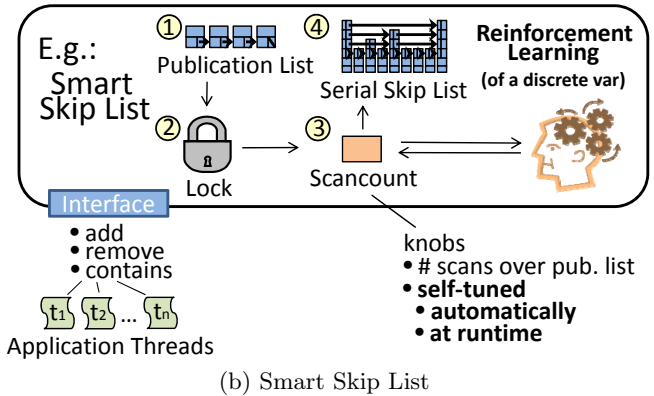 E.g.:
Smart
Skip List
1
Publication List
2
Lock
3
Scancount
4
Serial Skip List
Reinforcement
Learning
(of a discrete var)
Interface
• add
• remove
• contains
t1 t2 ... tn
Application Threads
knobs
• # scans over pub. list
• self-tuned
• automatically
• at runtime
(b) Smart Skip List